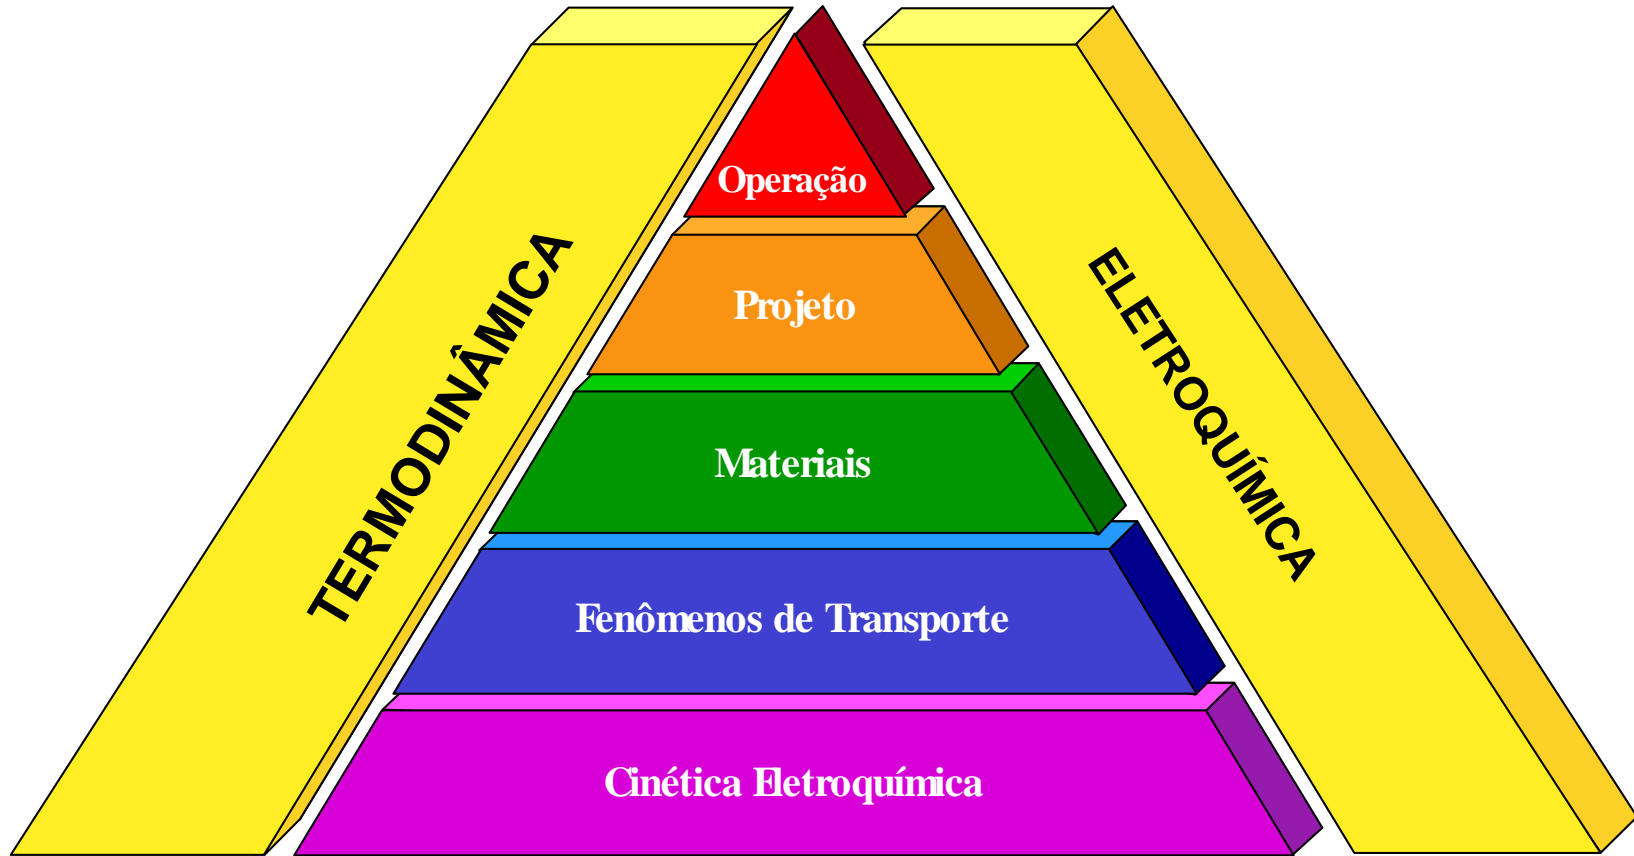 Operação
TERMODINÂMICA
ELETROQUÍMICA
Projeto
Materiais
Fenômenos de Transporte
Cinética Eletroquímica